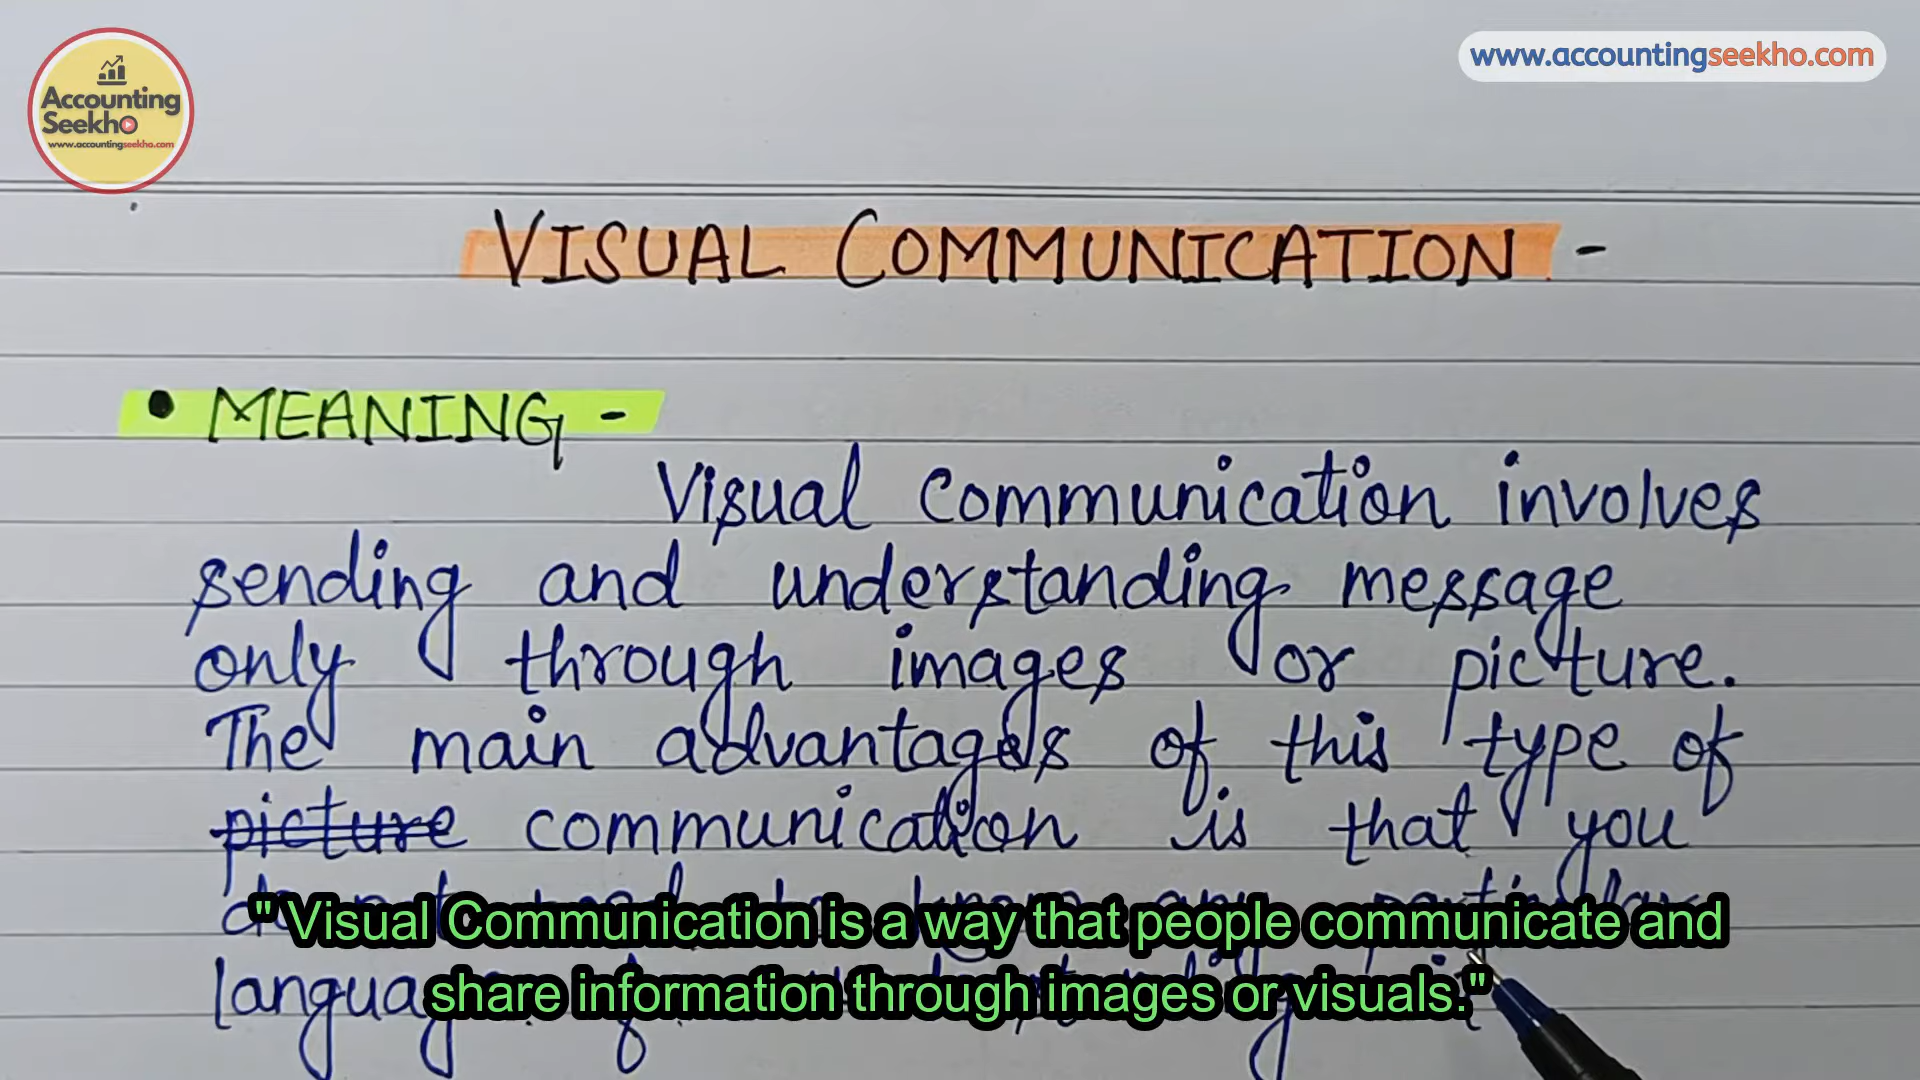 Accounting
Seekho
www.accountingseekho.com
www.accountingseekho.com
VISUAL COMMUNICATION -
• MEANING -
Visual Communication involves
sending and understanding message
only through images or picture.
The main advantages of this type of
picture communication is that you
" Visual Communication is a way that people communicate and
share information through images or visuals."